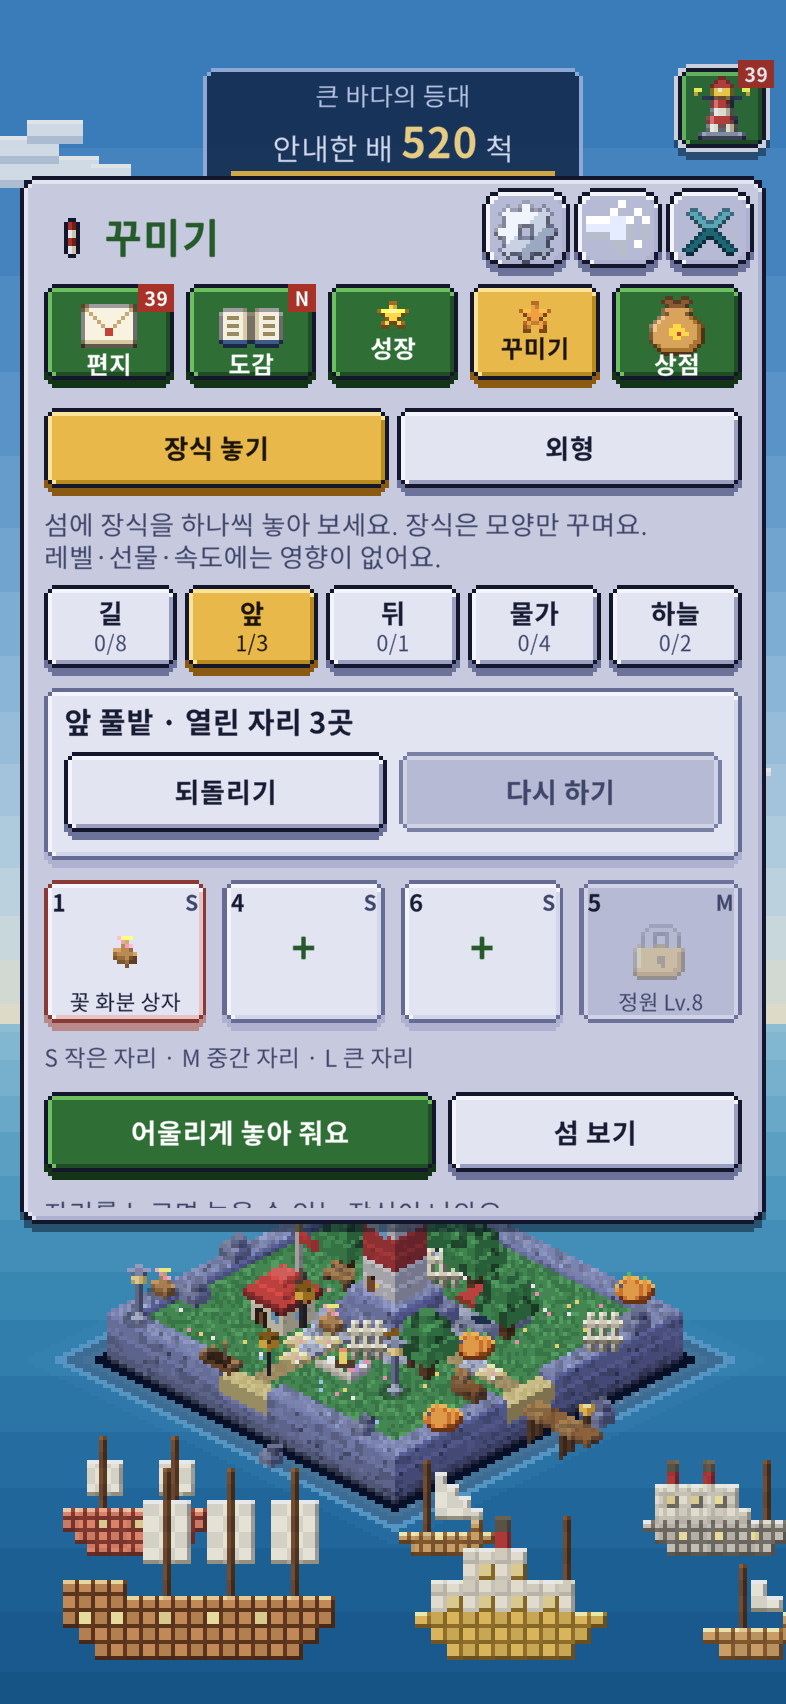 큰 바다의 등대
안내한 배 520 척
39
꾸미기
39
편지
N
도감
성장
꾸미기
상점
장식 놓기
외형
섬에 장식을 하나씩 놓아 보세요. 장식은 모양만 꾸며요.
레벨·선물·속도에는 영향이 없어요.
길
0/8
앞
1/3
뒤
0/1
물가
0/4
하늘
0/2
앞 풀밭 · 열린 자리 3곳
되돌리기
다시 하기
1 S
꽃 화분 상자
4 S
+
6 S
+
5 M
정원 Lv.8
S 작은 자리 · M 중간 자리 · L 큰 자리
어울리게 놓아 줘요
섬 보기